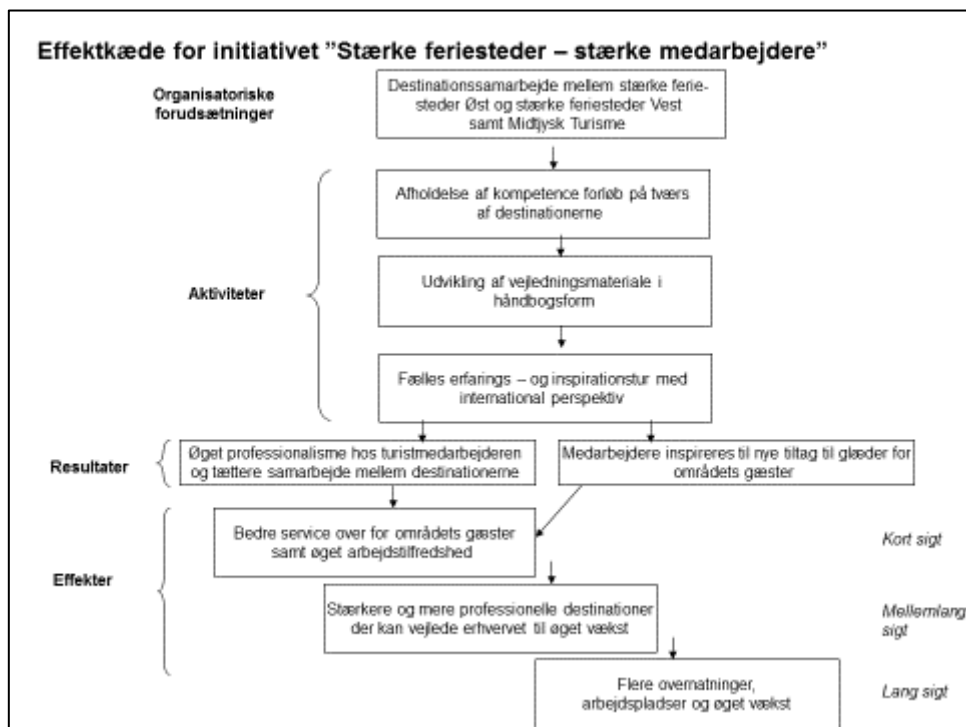 Effektkæde for initiativet ”Stærke feriesteder – stærke medarbejdere”
Organisatoriske
forudsætninger
Destinationssamarbejde mellem stærke ferie-
steder Øst og stærke feriesteder Vest
samt Midtjysk Turisme
Aktiviteter
Afholdelse af kompetence forløb på tværs
af destinationerne
Udvikling af vejledningsmateriale i
håndbogsform
Fælles erfarings – og inspirationstur med
international perspektiv
Resultater
Øget professionalisme hos turistmedarbejderen
og tættere samarbejde mellem destinationerne
Medarbejdere inspireres til nye tiltag til glæder for
områdets gæster
Effekter
Bedre service over for områdets gæster
samt øget arbejdstilfredshed
Kort sigt
Stærkere og mere professionelle destinationer
der kan vejlede erhvervet til øget vækst
Mellemlang
sigt
Flere overnatninger,
arbejdspladser og øget vækst
Lang sigt